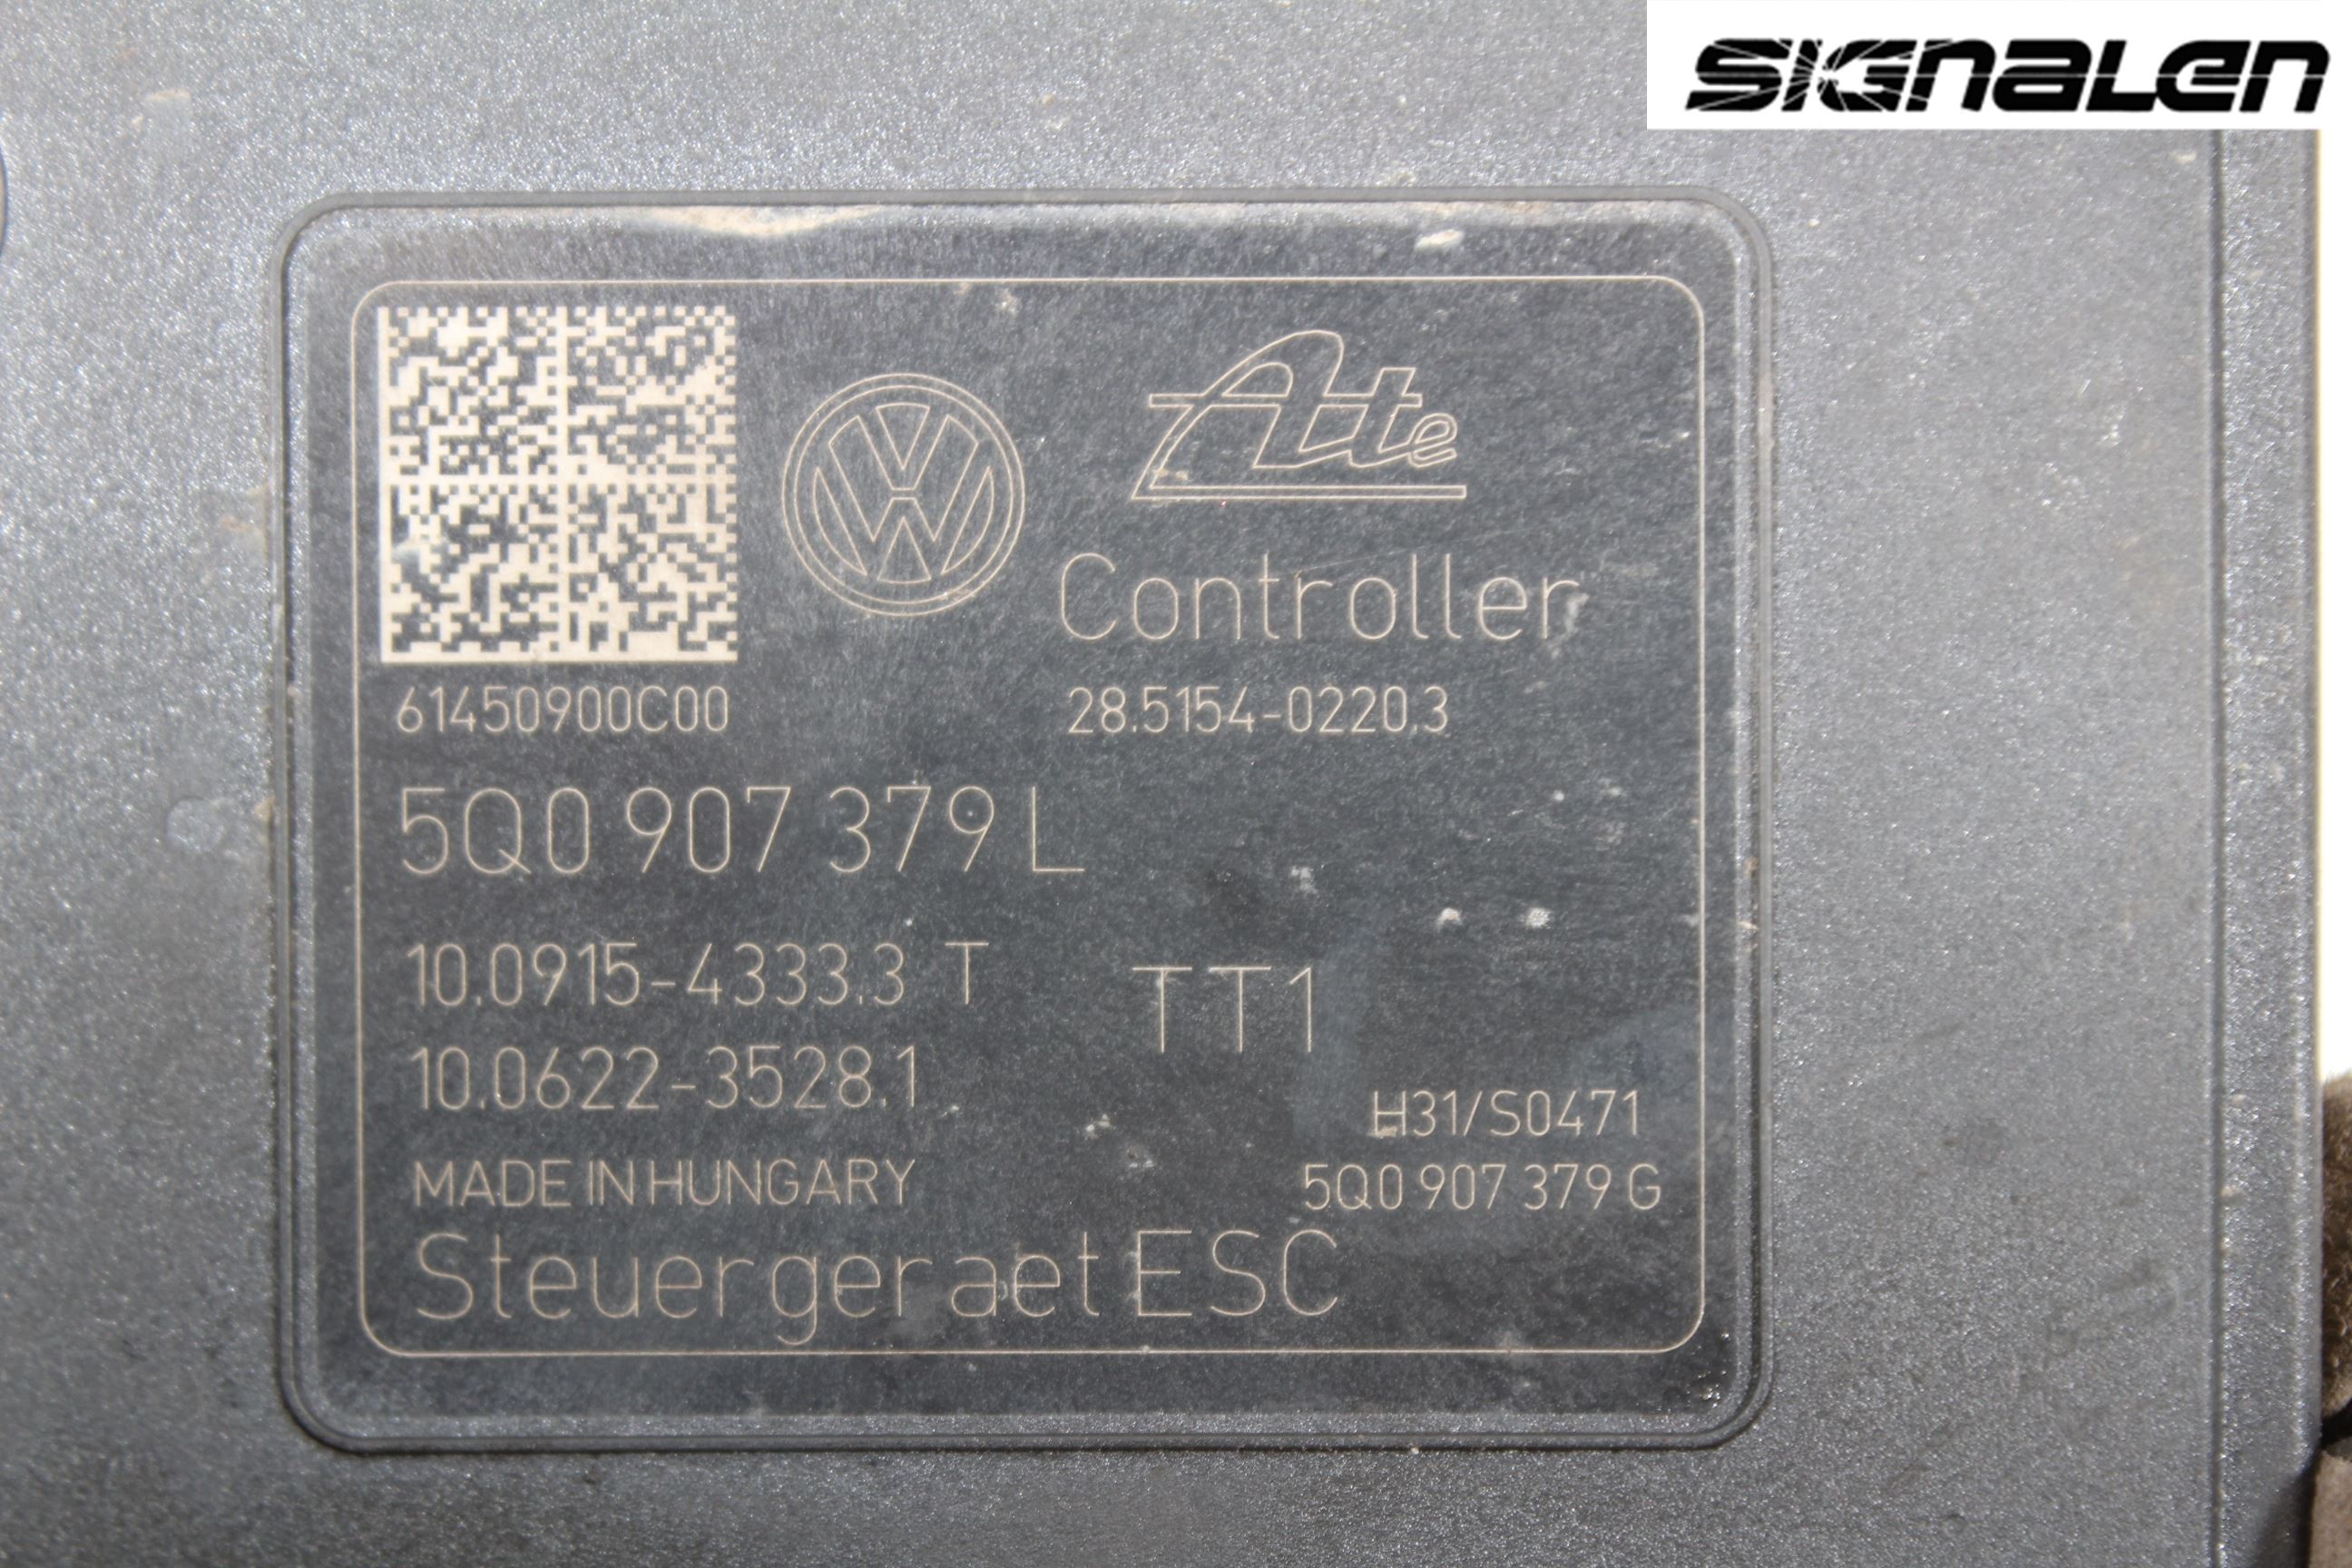 SIGNALEN
VW
Ate
Controller
61450900C00
28.5154-0220.3
5Q0 907 379 L
10.0915-4333.3 T
TT1
10.0622-3528.1
H31/S0471
MADE IN HUNGARY
5Q0 907 379 G
Steuergeraet ESC